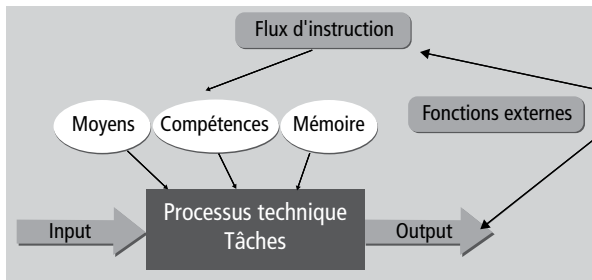 Flux d'instruction
Moyens
Compétences
Mémoire
Fonctions externes
Processus technique
Tâches
Input
Output